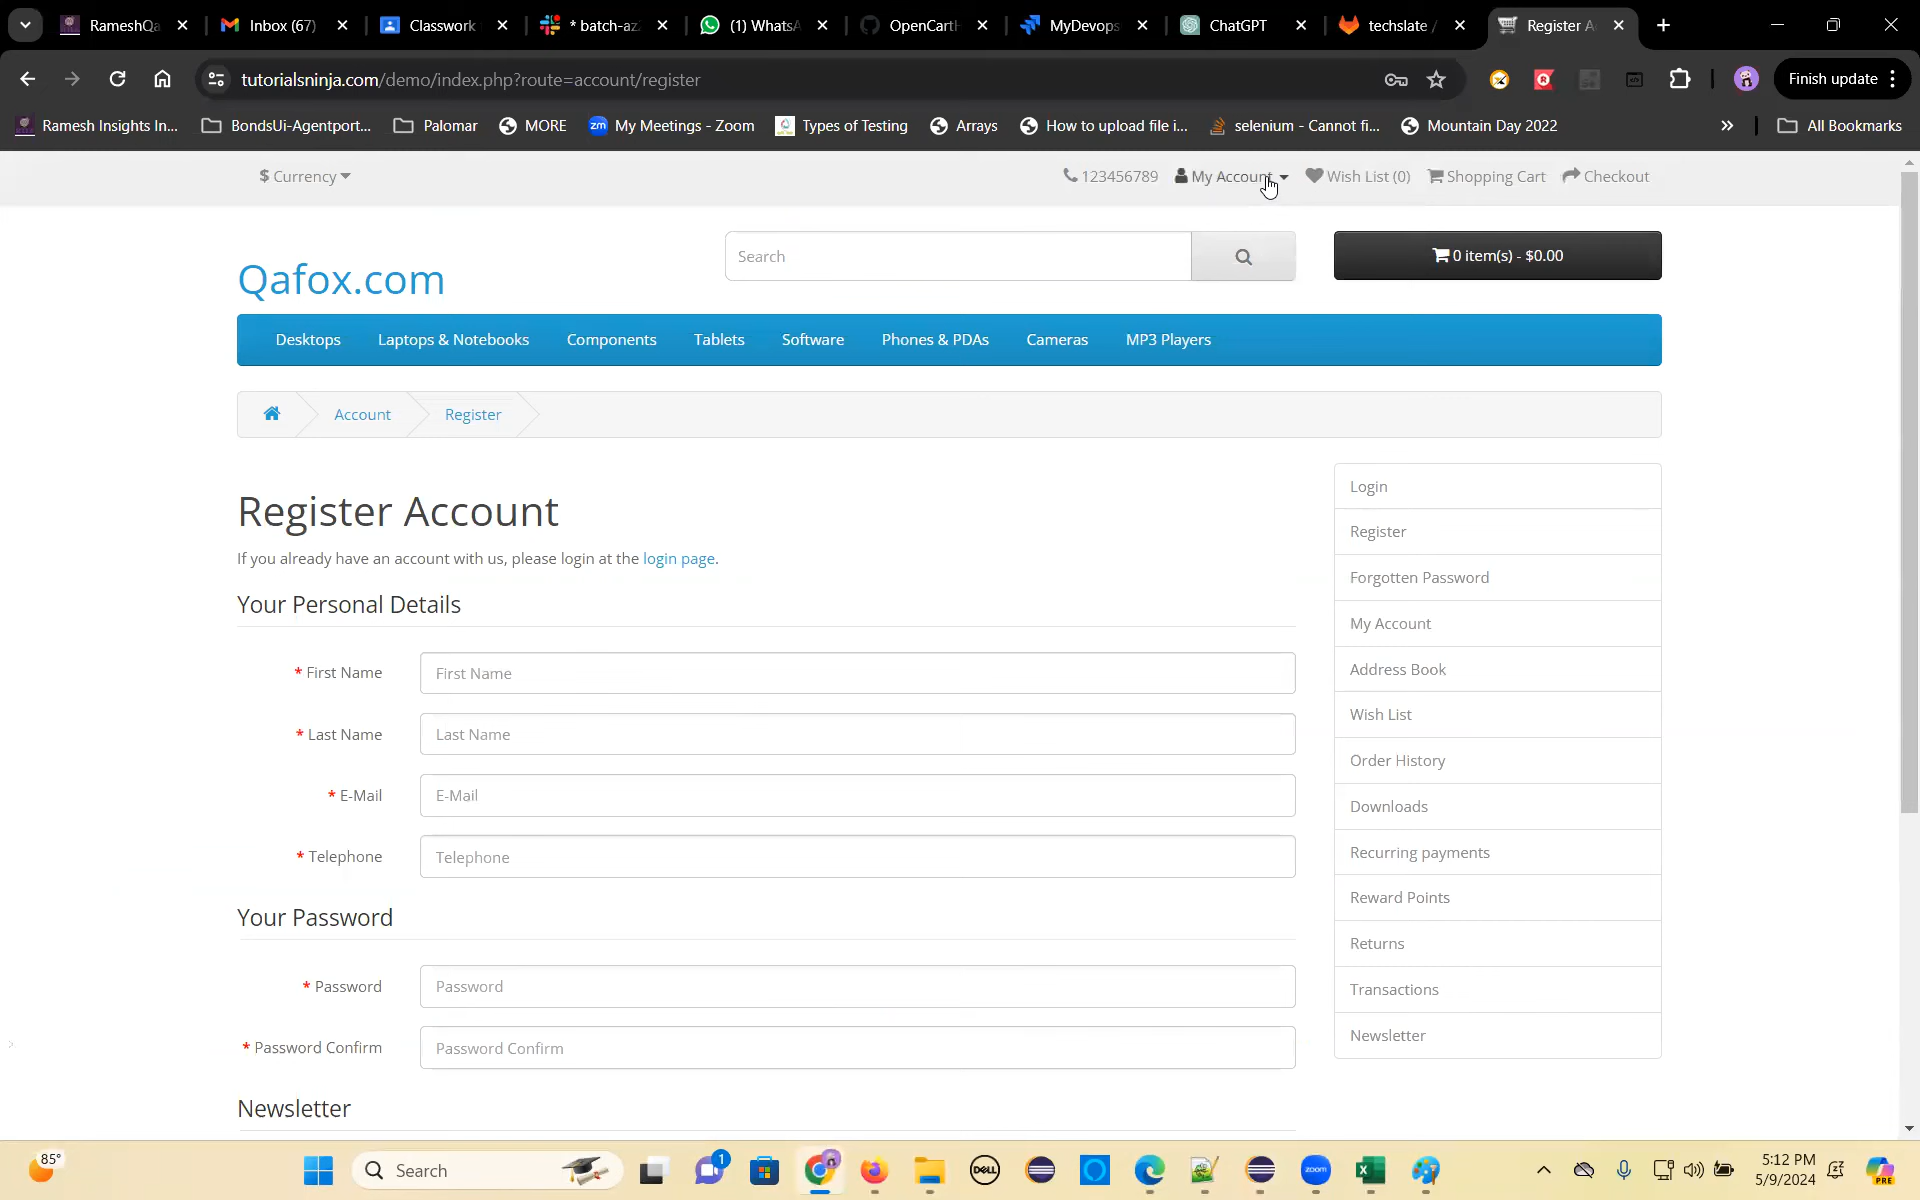 RameshQa
Inbox (67)
Classwork
* batch-az
(1) WhatsA
OpenCartH
MyDevops
ChatGPT
techslate /
Register A
tutorialsninja.com/demo/index.php?route=account/register
Finish update
Ramesh Insights In...
BondsUi-Agentport...
Palomar
MORE
zm My Meetings - Zoom
Types of Testing
Arrays
How to upload file i...
selenium - Cannot fi...
Mountain Day 2022
All Bookmarks
$ Currency
123456789
My Account
Wish List (0)
Shopping Cart
Checkout
Qafox.com
Search
0 item(s) - $0.00
Desktops
Laptops & Notebooks
Components
Tablets
Software
Phones & PDAs
Cameras
MP3 Players
Account
Register
Register Account
If you already have an account with us, please login at the login page.
Your Personal Details
* First Name
First Name
* Last Name
Last Name
* E-Mail
E-Mail
* Telephone
Telephone
Your Password
* Password
Password
* Password Confirm
Password Confirm
Newsletter
Login
Register
Forgotten Password
My Account
Address Book
Wish List
Order History
Downloads
Recurring payments
Reward Points
Returns
Transactions
Newsletter
85°
Search
1
DELL
zoom
5:12 PM
5/9/2024
PRE